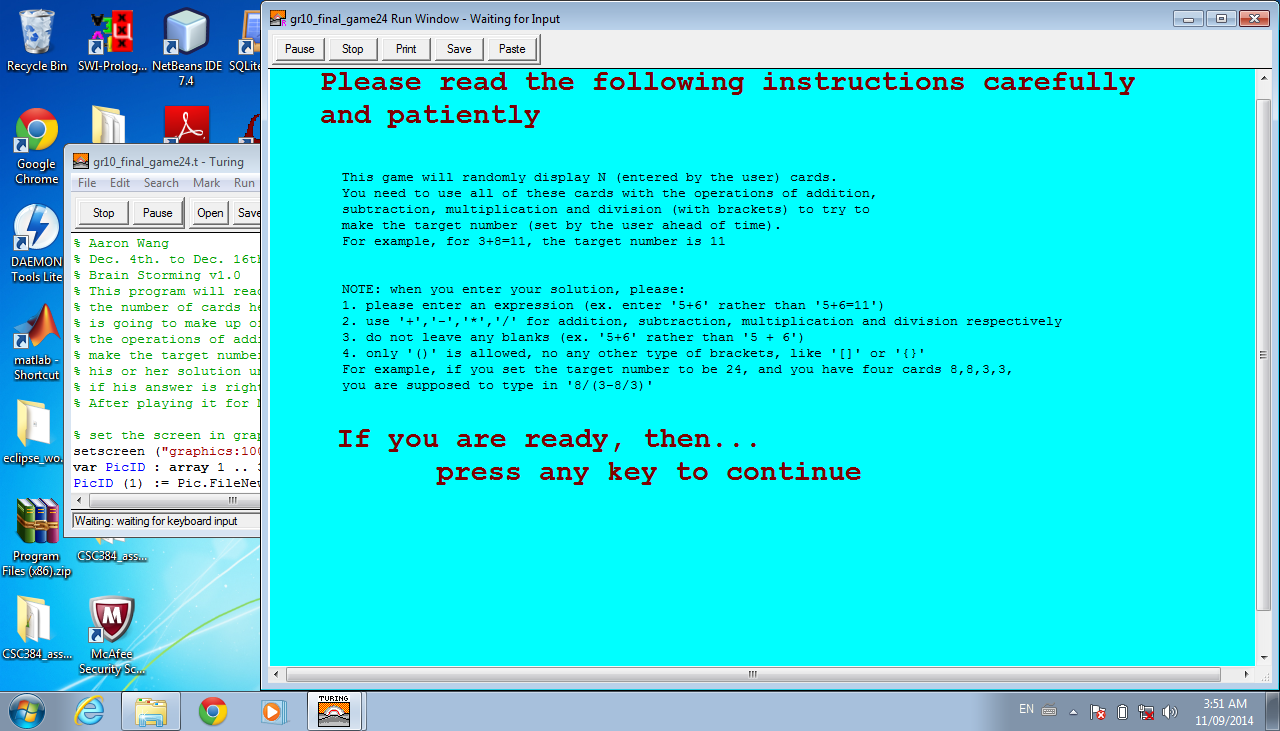 Recycle Bin
SWI-Prolog...
NetBeans IDE
7.4
SQLite
Google
Chrome
DAEMON
Tools Lite
matlab -
Shortcut
eclipse_wo...
Program
Files (x86).zip
CSC384_ass...
CSC384_ass...
McAfee
Security Sc...
gr10_final_game24.t - Turing
File Edit Search Mark Run
Stop Pause Open Save
% Aaron Wang
% Dec. 4th. to Dec. 16th
% Brain Storming v1.0
% This program will read
% the number of cards he
% is going to make up or
% the operations of addi
% make the target number
% his or her solution un
% if his answer is right
% After playing it for N
% set the screen in grap
setscreen ("graphics:100
var PicID : array 1 .. 3
PicID (1) := Pic.FileNew
Waiting: waiting for keyboard input
gr10_final_game24 Run Window - Waiting for Input
Pause Stop Print Save Paste
Please read the following instructions carefully
and patiently
This game will randomly display N (entered by the user) cards.
You need to use all of these cards with the operations of addition,
subtraction, multiplication and division (with brackets) to try to
make the target number (set by the user ahead of time).
For example, for 3+8=11, the target number is 11
NOTE: when you enter your solution, please:
1. please enter an expression (ex. enter '5+6' rather than '5+6=11')
2. use '+','-','*','/' for addition, subtraction, multiplication and division respectively
3. do not leave any blanks (ex. '5+6' rather than '5 + 6')
4. only '()' is allowed, no any other type of brackets, like '[]' or '{}'
For example, if you set the target number to be 24, and you have four cards 8,8,3,3,
you are supposed to type in '8/(3-8/3)'
If you are ready, then...
press any key to continue
TURING
EN
3:51 AM
11/09/2014